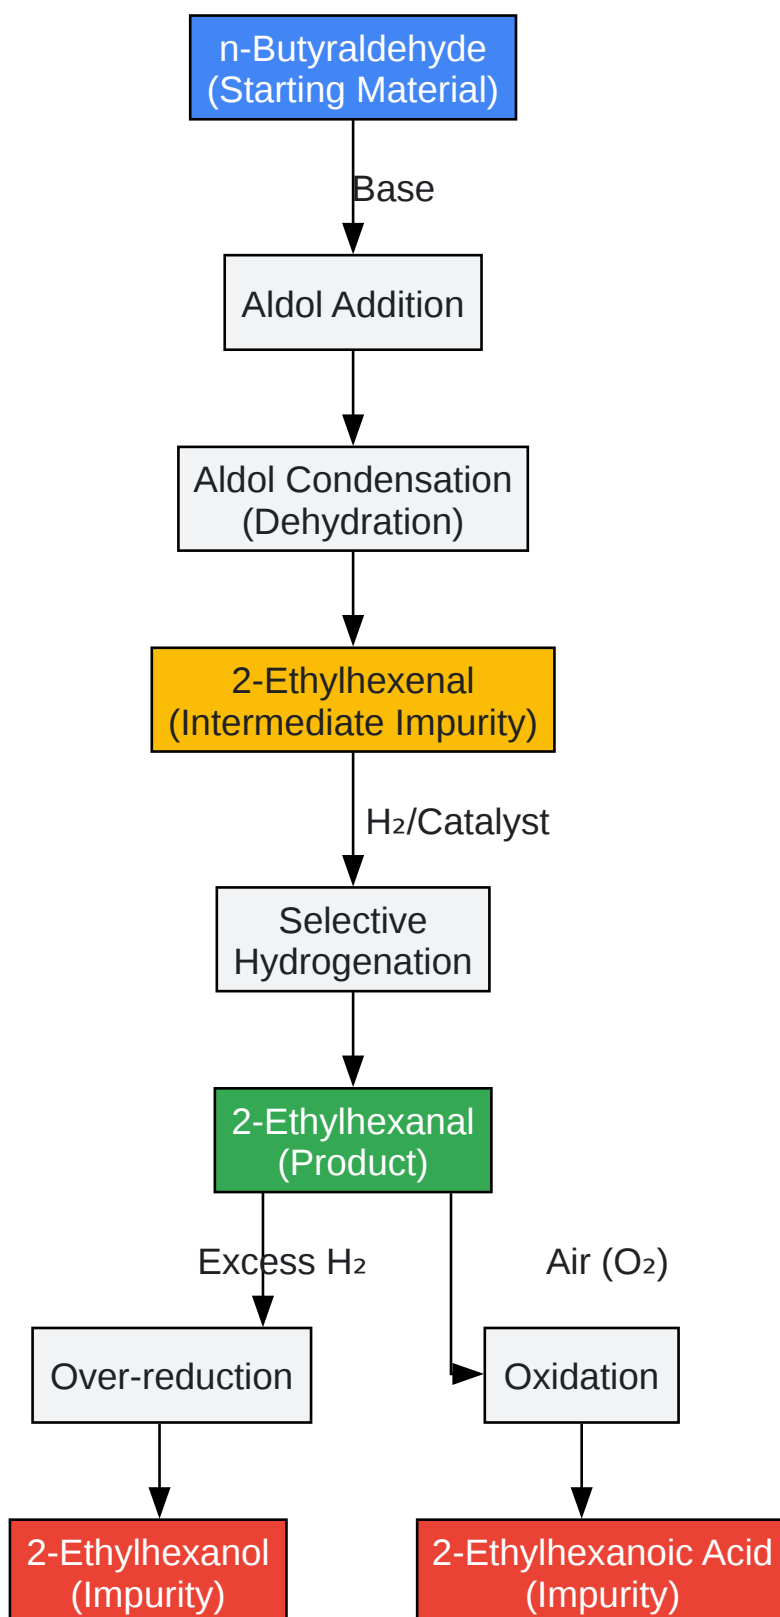 n-Butyraldehyde
(Starting Material)
Base
Aldol Addition
Aldol Condensation
(Dehydration)
2-Ethylhexenal
(Intermediate Impurity)
H₂/Catalyst
Selective
Hydrogenation
2-Ethylhexanal
(Product)
Excess H₂
Air (O₂)
Over-reduction
Oxidation
2-Ethylhexanol
(Impurity)
2-Ethylhexanoic Acid
(Impurity)